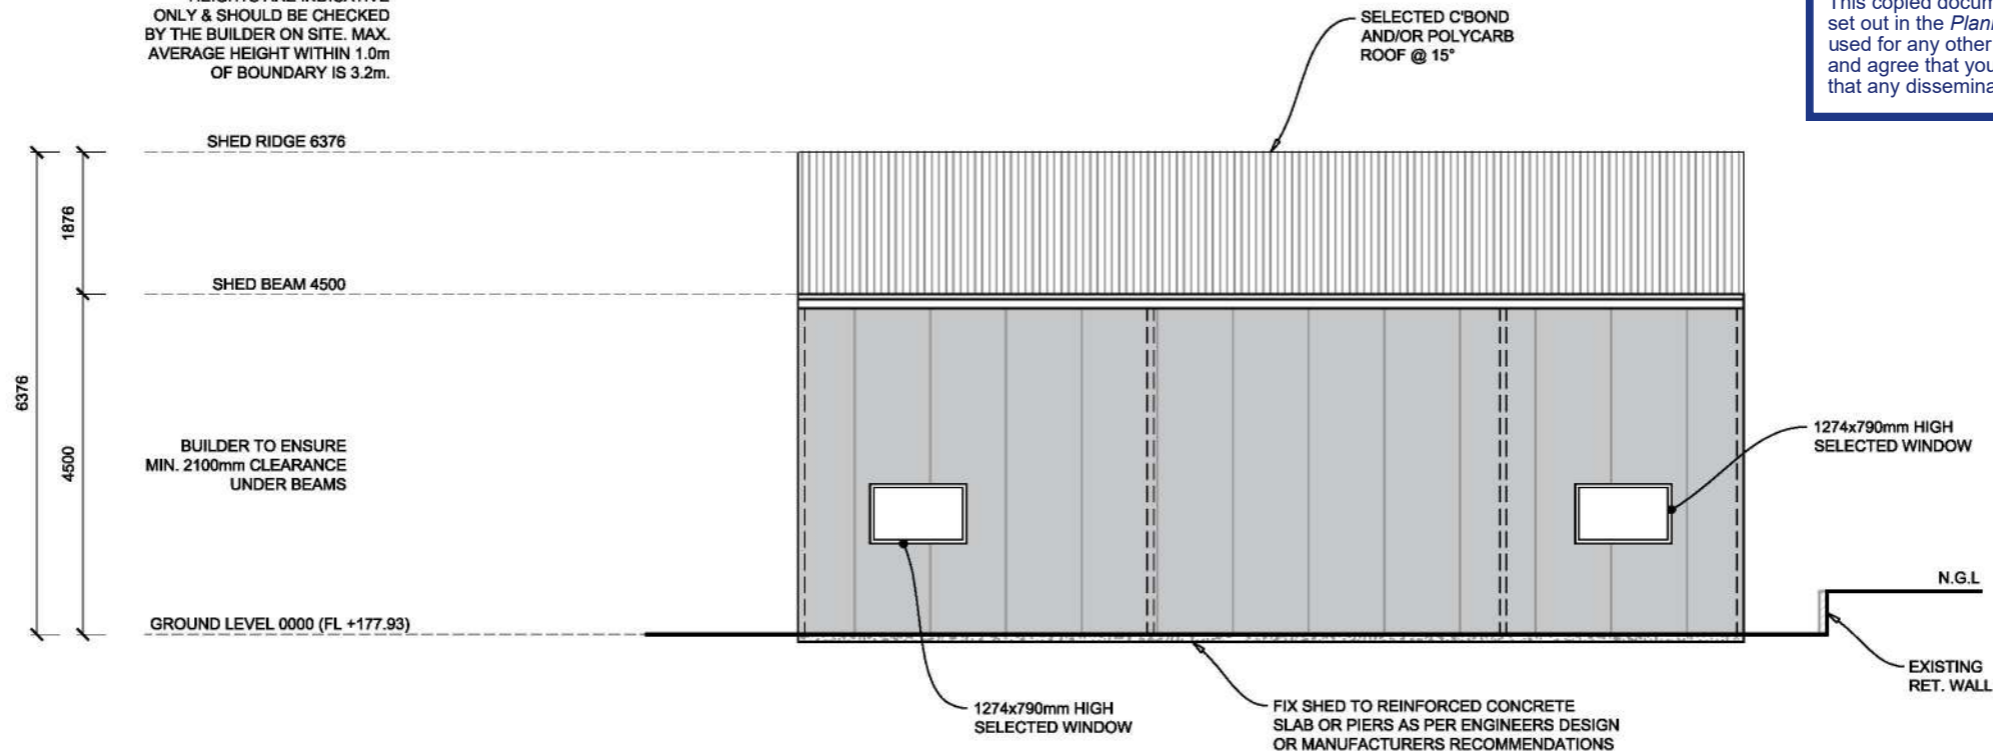 ONLY & SHOULD BE CHECKED
BY THE BUILDER ON SITE. MAX.
AVERAGE HEIGHT WITHIN 1.0m
OF BOUNDARY IS 3.2m.
SELECTED C'BOND
AND/OR POLYCARB
ROOF @ 15°
set out in the
used for any other
and agree that you
that any
SHED RIDGE 6376
1876
SHED BEAM 4500
6376
4500
BUILDER TO ENSURE
MIN. 2100mm CLEARANCE
UNDER BEAMS
1274x790mm HIGH
SELECTED WINDOW
N.G.L
GROUND LEVEL 0000 (FL +177.93)
EXISTING
RET. WALL
1274x790mm HIGH
SELECTED WINDOW
FIX SHED TO REINFORCED CONCRETE
SLAB OR PIERS AS PER ENGINEERS DESIGN
OR MANUFACTURERS RECOMMENDATIONS